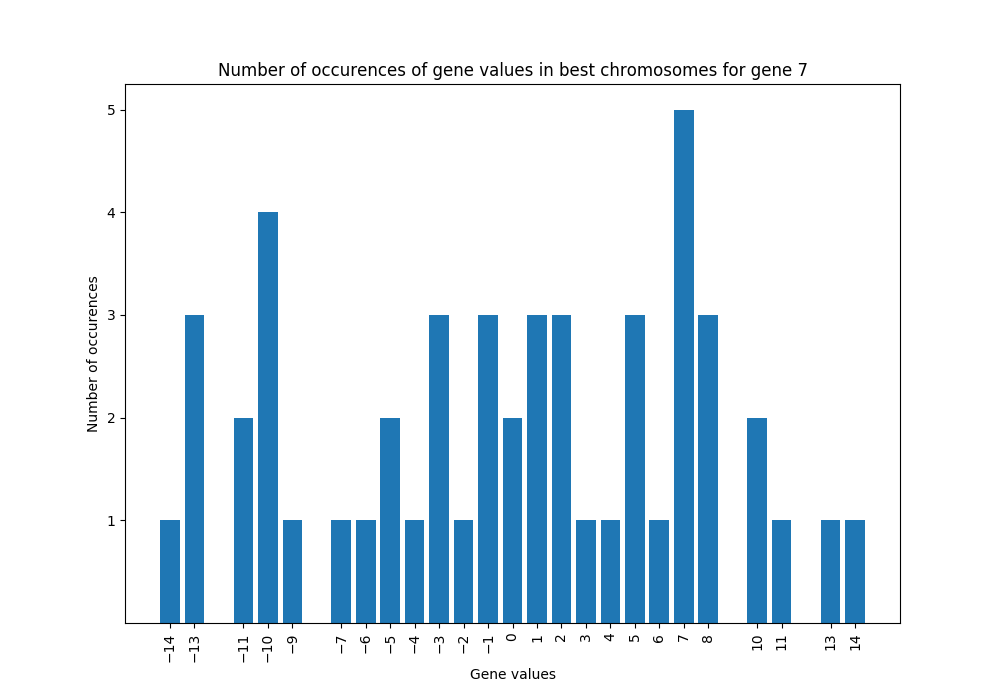 Number of occurences of gene values in best chromosomes for gene 7
Number of occurences
5
4
3
2
1
−14 −13 −11 −10 −9 −7 −6 −5 −4 −3 −2 −1 0 1 2 3 4 5 6 7 8 10 11 13 14
Gene values